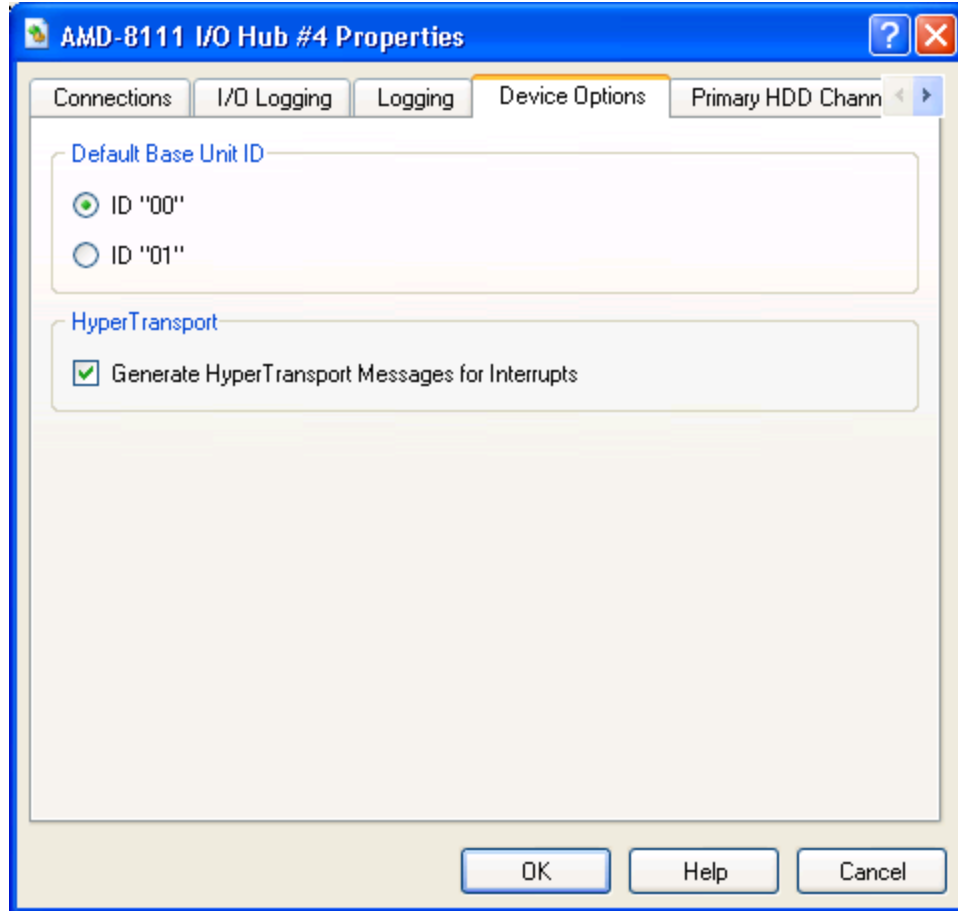 AMD-8111 I/O Hub #4 Properties
Connections I/O Logging Logging Device Options Primary HDD Chann
Default Base Unit ID
ID "00"
ID "01"
HyperTransport
Generate HyperTransport Messages for Interrupts
OK Help Cancel